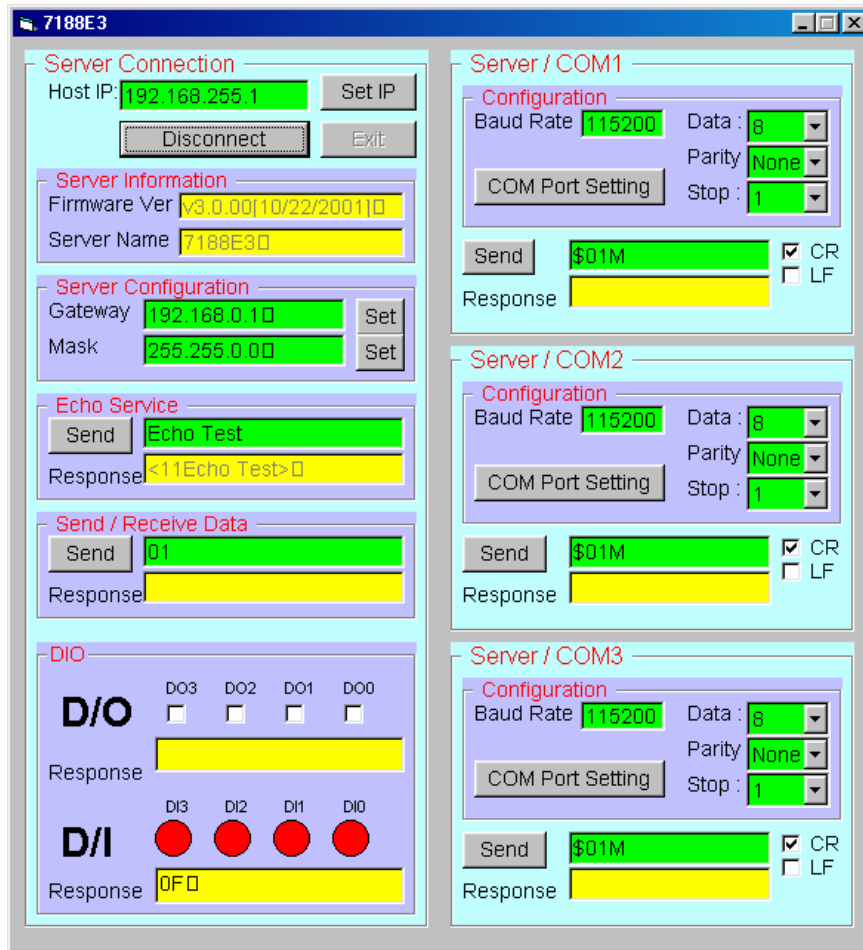 7188E3
Server Connection
Host IP: 192.168.255.1 Set IP
Disconnect Exit
Server Information
Firmware Ver v3.0.00[10/22/2001]
Server Name 7188E3
Server Configuration
Gateway 192.168.0.1 Set
Mask 255.255.0.0 Set
Echo Service
Send Echo Test
Response <11Echo Test>
Send / Receive Data
Send 01
Response
DIO
DO3 DO2 DO1 DO0
D/O
Response
DI3 DI2 DI1 DI0
D/I
Response 0F
Server / COM1
Configuration
Baud Rate 115200 Data : 8
Parity None
COM Port Setting Stop : 1
Send $01M CR
LF
Response
Server / COM2
Configuration
Baud Rate 115200 Data : 8
Parity None
COM Port Setting Stop : 1
Send $01M CR
LF
Response
Server / COM3
Configuration
Baud Rate 115200 Data : 8
Parity None
COM Port Setting Stop : 1
Send $01M CR
LF
Response